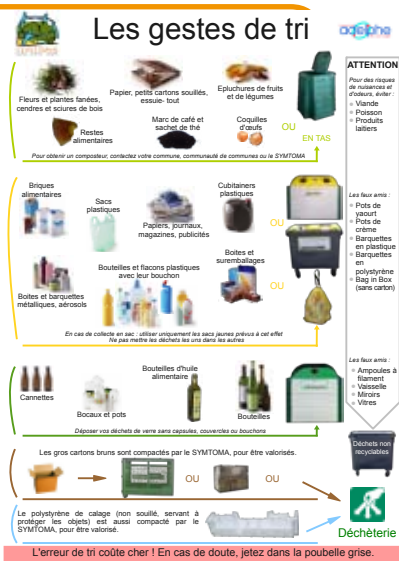 Les gestes de tri
adelphe
Fleurs et plantes fanées,
cendres et sciures de bois
Papier, petits cartons souillés,
essuie- tout
Epluchures de fruits
et de légumes
Restes
alimentaires
Marc de café et
sachet de thé
Coquilles
d'œufs
OU
EN TAS
Pour obtenir un composteur, contactez votre commune, communauté de communes ou le SYMTOMA
ATTENTION
Pour des risques
de nuisances et
d'odeurs, éviter :
Viande
Poisson
Produits
laitiers
Briques
alimentaires
Sacs
plastiques
Papiers, journaux,
magazines, publicités
Cubitainers
plastiques
OU
Boites et barquettes
métalliques, aérosols
Bouteilles et flacons plastiques
avec leur bouchon
Boites et
suremballages
OU
En cas de collecte en sac : utiliser uniquement les sacs jaunes prévus à cet effet
Ne pas mettre les déchets les uns dans les autres
Les faux amis :
Pots de
yaourt
Pots de
crème
Barquettes
en plastique
Barquettes
en
polystyrène
Bag in Box
(sans carton)
Cannettes
Bocaux et pots
Bouteilles d'huile
alimentaire
Bouteilles
Déposer vos déchets de verre sans capsules, couvercles ou bouchons
Les faux amis :
Ampoules à
filament
Vaisselle
Miroirs
Vitres
Déchets non
recyclables
Les gros cartons bruns sont compactés par le SYMTOMA, pour être valorisés.
OU
OU
Le polystyrène de calage (non souillé, servant à
protéger les objets) est aussi compacté par le
SYMTOMA, pour être valorisé.
Déchèterie
L'erreur de tri coûte cher ! En cas de doute, jetez dans la poubelle grise.